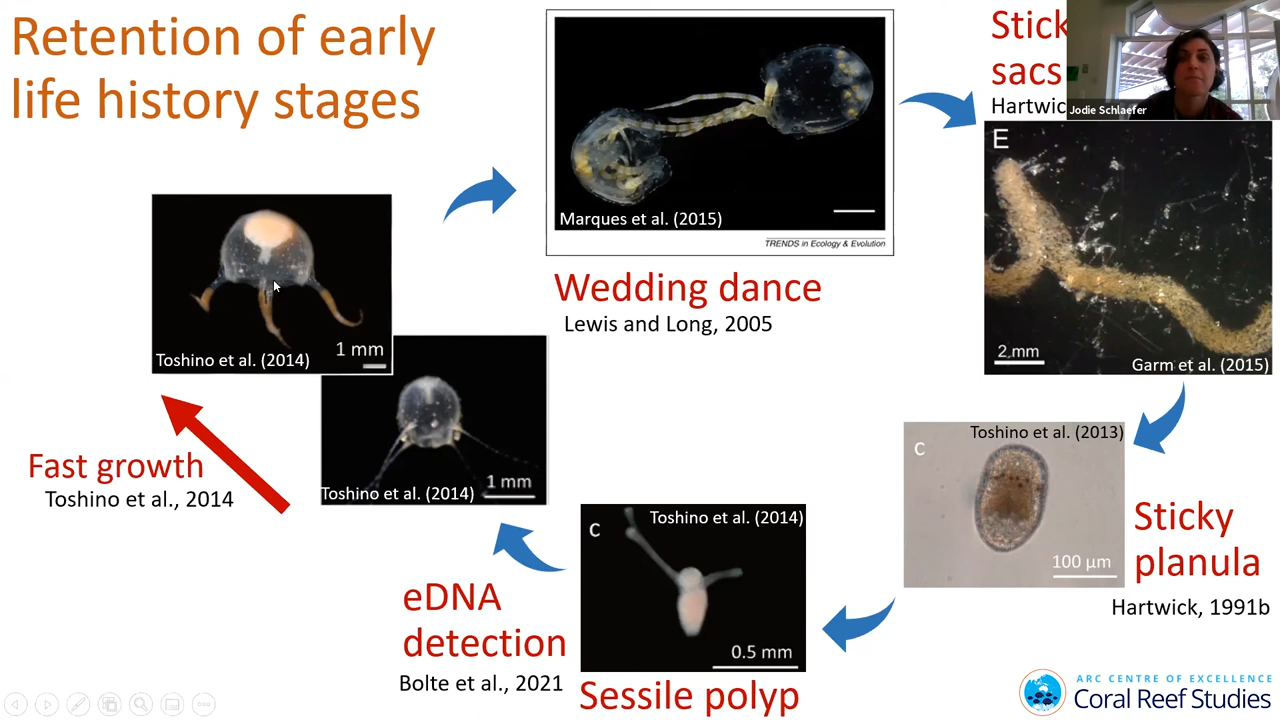 Retention of early
life history stages
Marques et al. (2015)
TRENDS in Ecology & Evolution
Wedding dance
Lewis and Long, 2005
Stick
sacs
Hartwic
Jodie Schlaefer
E
2 mm
Garm et al. (2015)
Toshino et al. (2014)
1 mm
Toshino et al. (2014)
1 mm
Fast growth
Toshino et al., 2014
Toshino et al. (2013)
c
100 µm
Sticky
planula
Hartwick, 1991b
Toshino et al. (2014)
c
0.5 mm
Sessile polyp
eDNA
detection
Bolte et al., 2021
ARC CENTRE OF EXCELLENCE
Coral Reef Studies